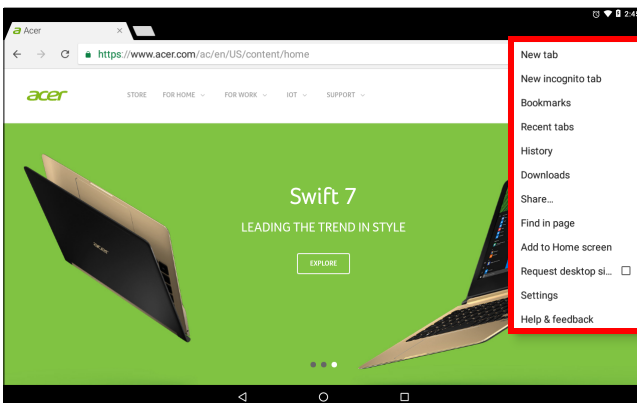 2:45
a Acer ×
https://www.acer.com/ac/en/US/content/home
acer STORE FOR HOME FOR WORK IOT SUPPORT
Swift 7
LEADING THE TREND IN STYLE
EXPLORE
New tab
New incognito tab
Bookmarks
Recent tabs
History
Downloads
Share...
Find in page
Add to Home screen
Request desktop si...
Settings
Help & feedback